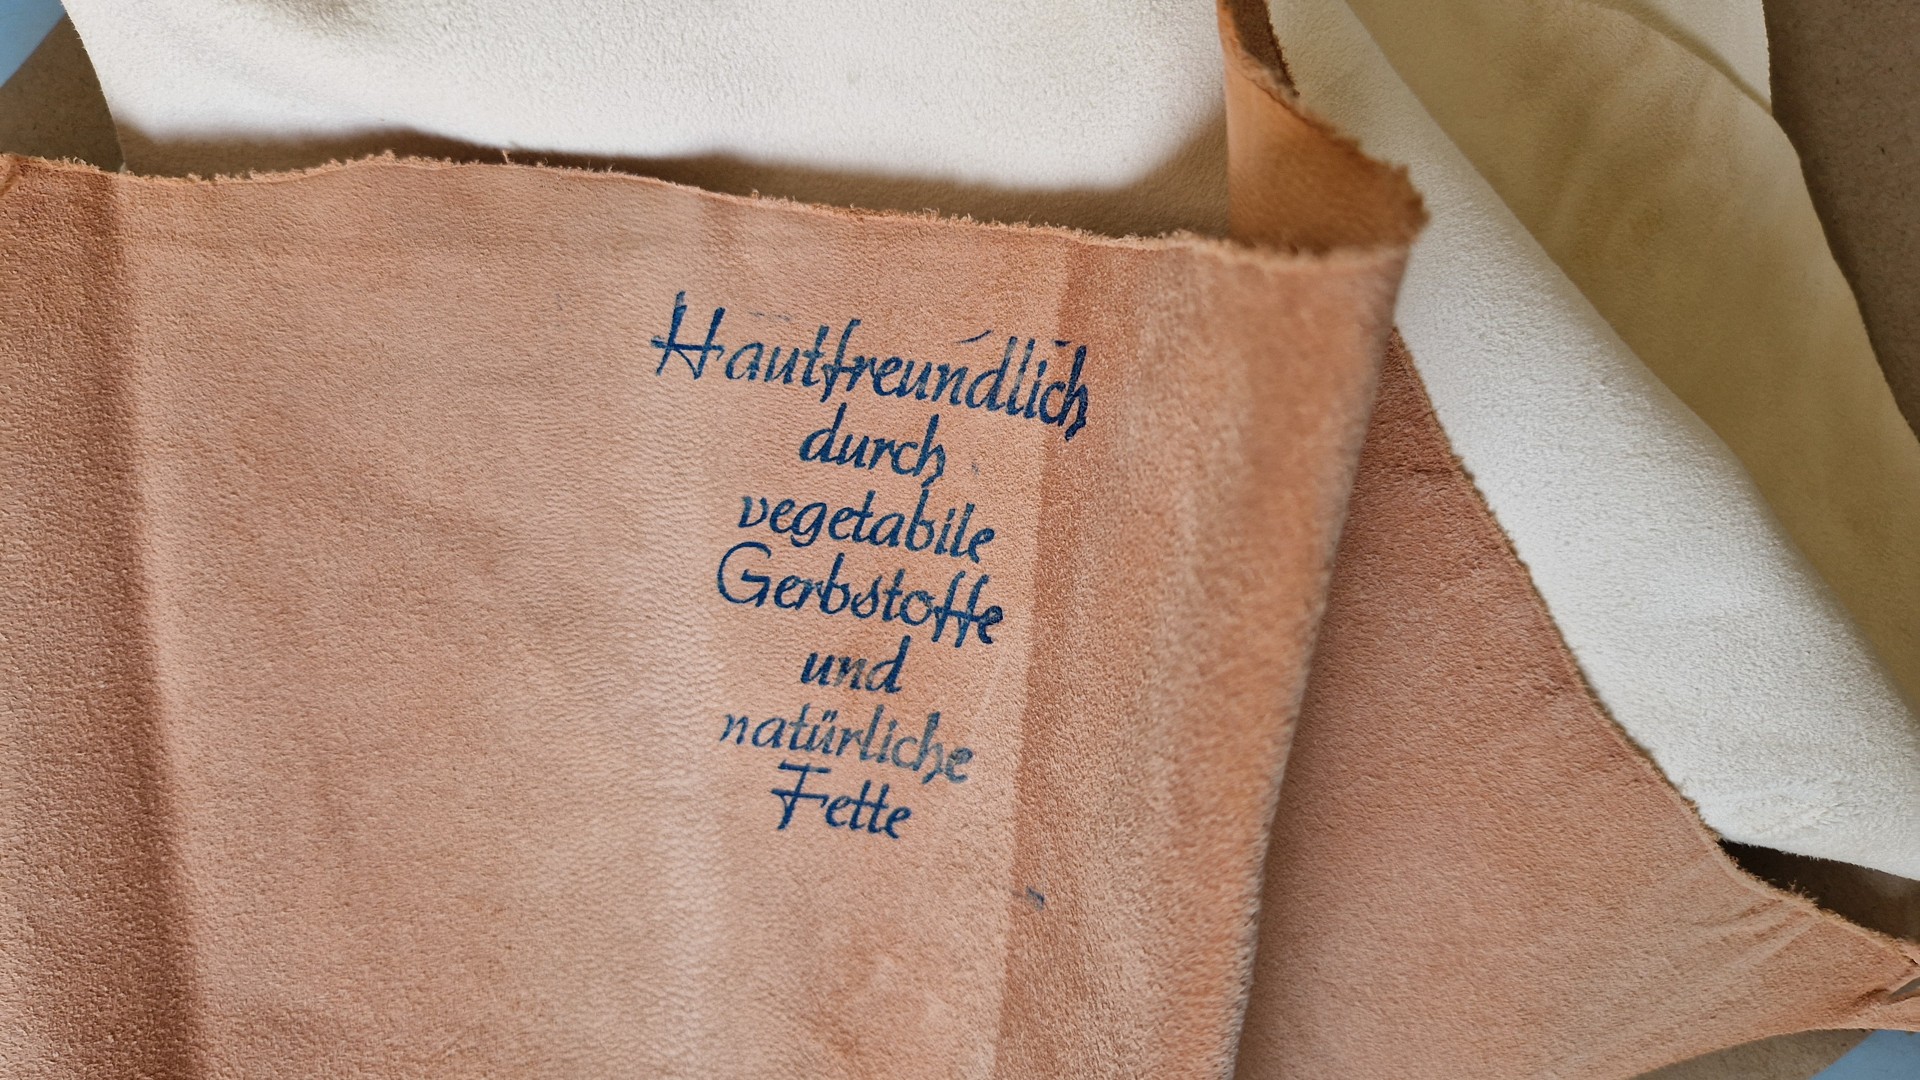 Hautfreundlich
durch
vegetabile
Gerbstoffe
und
natürliche
Fette